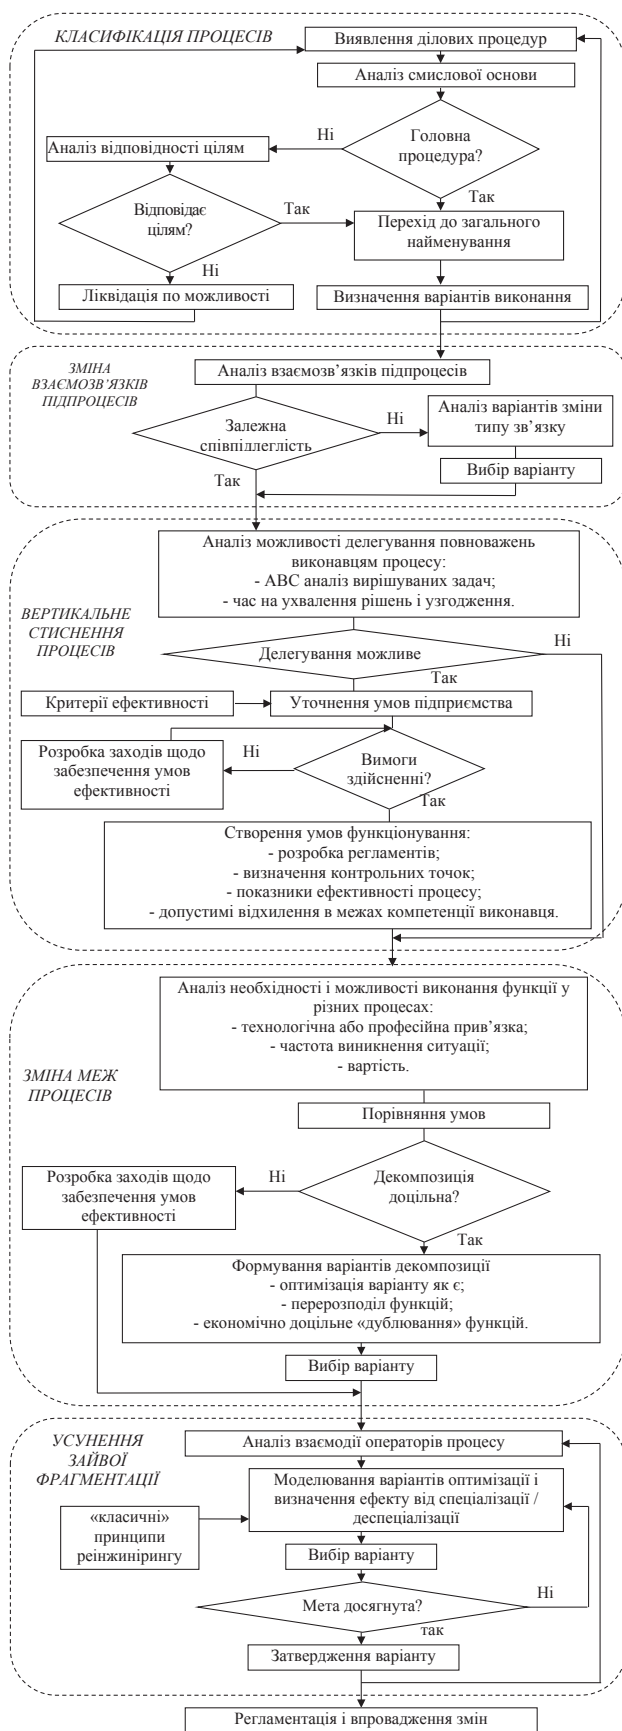 КЛАСИФІКАЦІЯ ПРОЦЕСІВ
Виявлення ділових процедур
Аналіз смислової основи
Головна
процедура?
Ні
Так
Аналіз відповідності цілям
Відповідає
цілям?
Так
Ні
Перехід до загального
найменування
Ліквідація по можливості
Визначення варіантів виконання
ЗМІНА
ВЗАЄМОЗВ’ЯЗКІВ
ПІДПРОЦЕСІВ
Аналіз взаємозв’язків підпроцесів
Залежна
співпідлеглість
Ні
Так
Аналіз варіантів зміни
типу зв’язку
Вибір варіанту
ВЕРТИКАЛЬНЕ
СТИСНЕННЯ
ПРОЦЕСІВ
Аналіз можливості делегування повноважень
виконавцям процесу:
- АВС аналіз вирішуваних задач;
- час на ухвалення рішень і узгодження.
Делегування можливе
Ні
Так
Критерії ефективності
Уточнення умов підприємства
Розробка заходів щодо
забезпечення умов
ефективності
Ні
Вимоги
здійсненні?
Так
Створення умов функціонування:
- розробка регламентів;
- визначення контрольних точок;
- показники ефективності процесу;
- допустимі відхилення в межах компетенції виконавця.
ЗМІНА МЕЖ
ПРОЦЕСІВ
Аналіз необхідності і можливості виконання функції у
різних процесах:
- технологічна або професійна прив’язка;
- частота виникнення ситуації;
- вартість.
Порівняння умов
Розробка заходів щодо
забезпечення умов
ефективності
Ні
Декомпозиція
доцільна?
Так
Формування варіантів декомпозиції
- оптимізація варіанту як є;
- перерозподіл функцій;
- економічно доцільне «дублювання» функцій.
Вибір варіанту
УСУНЕННЯ
ЗАЙВОЇ
ФРАГМЕНТАЦІЇ
Аналіз взаємодії операторів процесу
Моделювання варіантів оптимізації і
визначення ефекту від спеціалізації /
деспеціалізації
«класичні»
принципи
реінжинірингу
Вибір варіанту
Мета досягнута?
Ні
так
Затвердження варіанту
Регламентація і впровадження змін